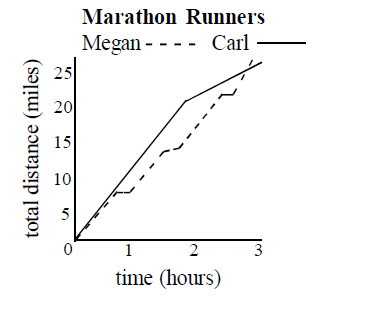 Marathon Runners
Megan Carl
total distance (miles)
25
20
15
10
5
0 1 2 3
time (hours)